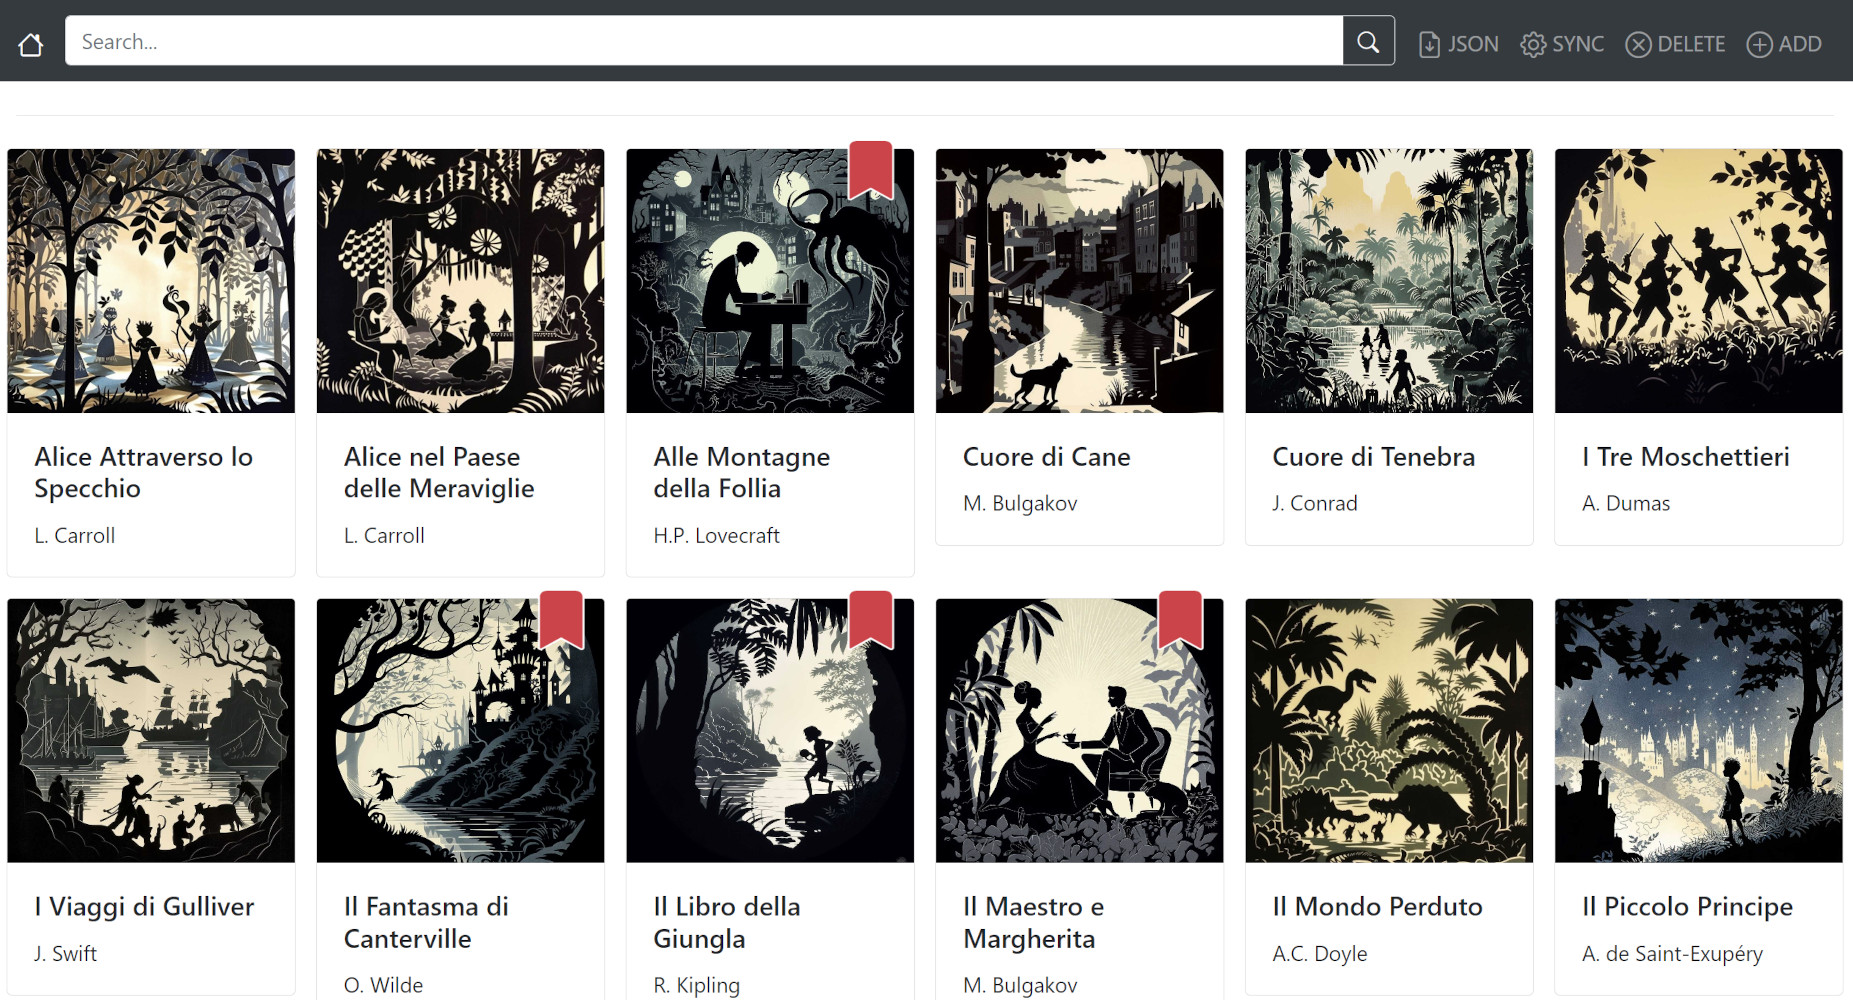 Search...
JSON
SYNC
DELETE
ADD
Alice Attraverso lo
Specchio
L. Carroll
Alice nel Paese
delle Meraviglie
L. Carroll
Alle Montagne
della Follia
H.P. Lovecraft
Cuore di Cane
M. Bulgakov
Cuore di Tenebra
J. Conrad
I Tre Moschettieri
A. Dumas
I Viaggi di Gulliver
J. Swift
Il Fantasma di
Canterville
O. Wilde
Il Libro della
Giungla
R. Kipling
Il Maestro e
Margherita
M. Bulgakov
Il Mondo Perduto
A.C. Doyle
Il Piccolo Principe
A. de Saint-Exupéry